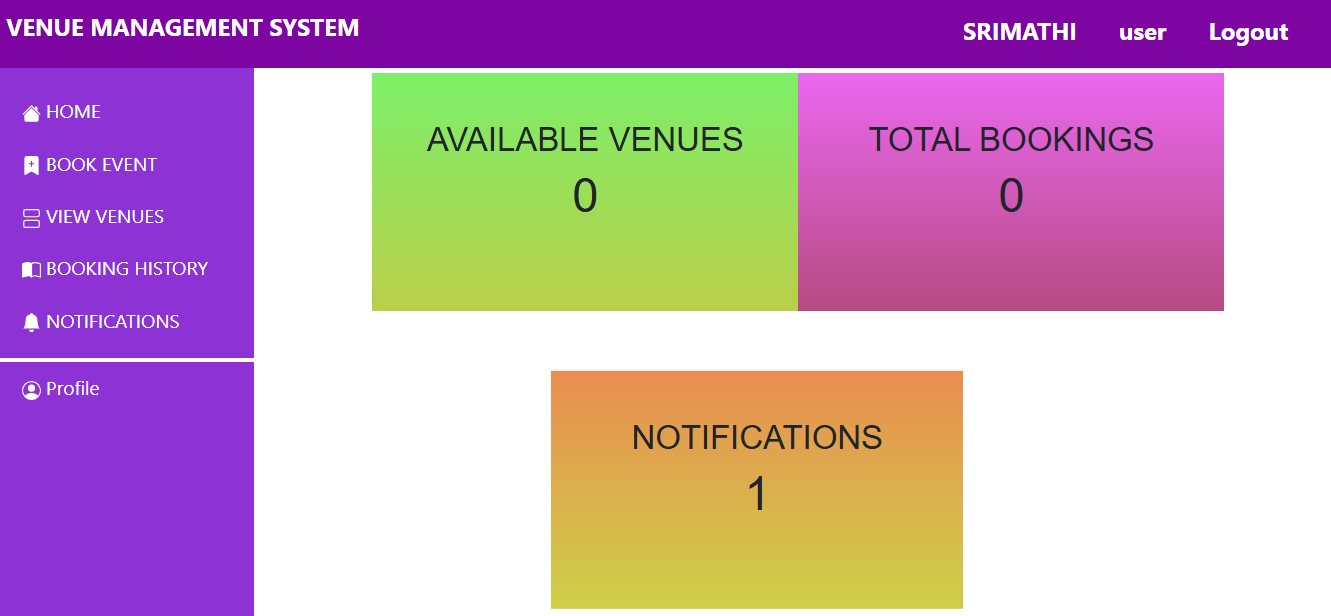 VENUE MANAGEMENT SYSTEM
SRIMATHI user Logout
HOME
BOOK EVENT
VIEW VENUES
BOOKING HISTORY
NOTIFICATIONS
Profile
AVAILABLE VENUES
0
TOTAL BOOKINGS
0
NOTIFICATIONS
1